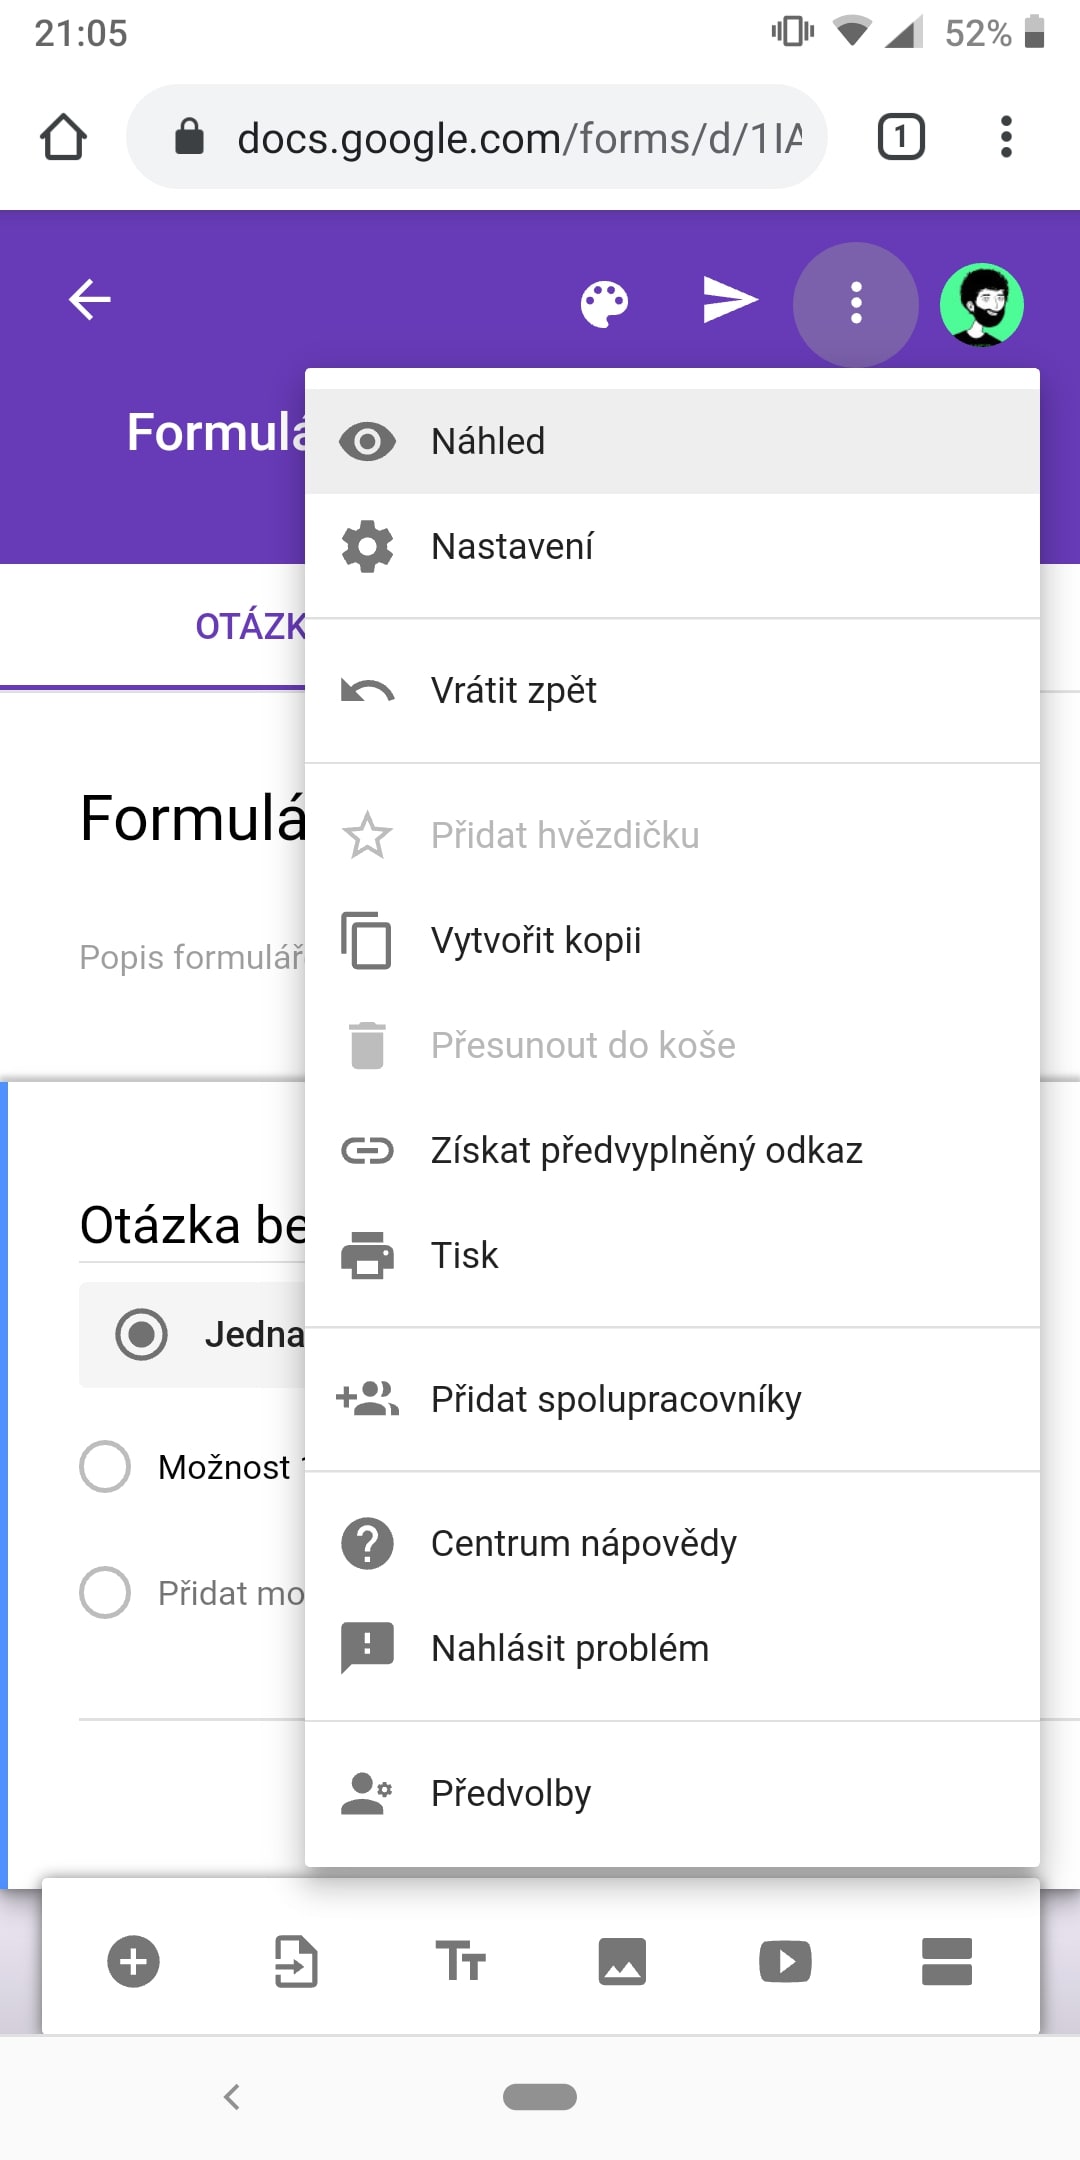 21:05
52%
docs.google.com/forms/d/1IA
1
Formulá
Náhled
Nastavení
OTÁZK
Vrátit zpět
Formulá
Přidat hvězdičku
Vytvořit kopii
Popis formulář
Přesunout do koše
Získat předvyplněný odkaz
Otázka be
Tisk
Jedna
Přidat spolupracovníky
Možnost
Centrum nápovědy
Přidat mo
Nahlásit problém
Předvolby